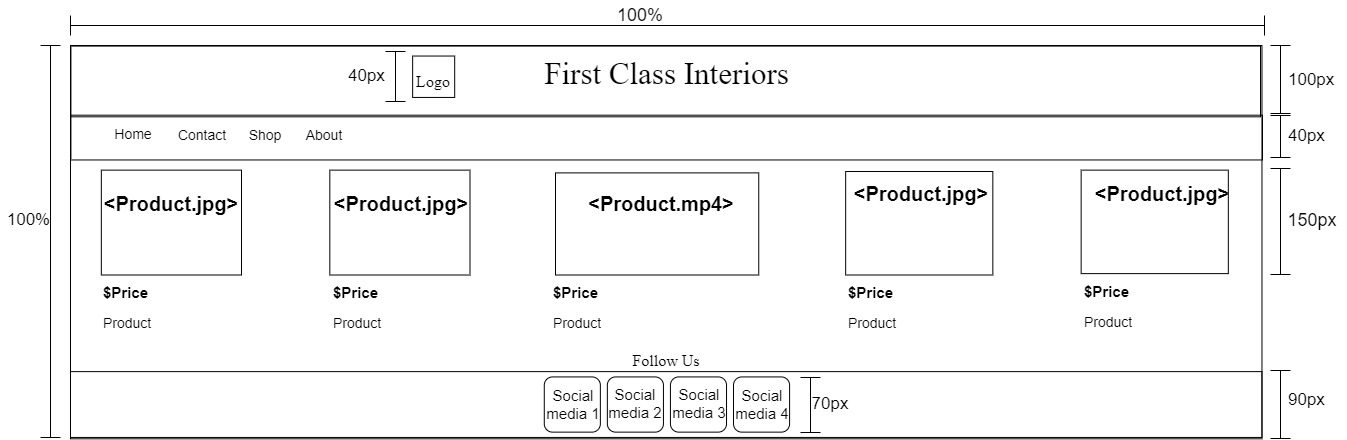 100%
40px
Logo
First Class Interiors
100px
Home Contact Shop About
40px
<Product.jpg> <Product.jpg> <Product.mp4> <Product.jpg> <Product.jpg>
100%
150px
$Price $Price $Price $Price $Price
Product Product Product Product Product
Follow Us
Social media 1
Social media 2
Social media 3
Social media 4
70px
90px